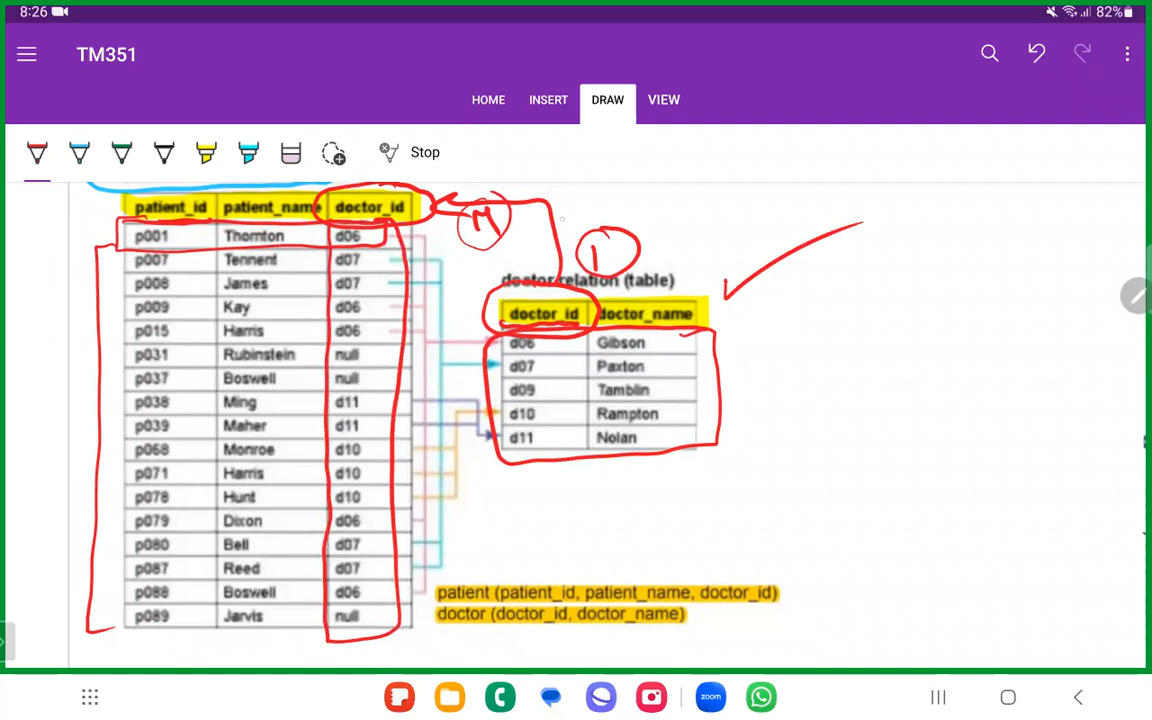 8:26
82%
TM351
HOME INSERT DRAW VIEW
Stop
patient_id patient_name doctor_id
p001 Thornton d06
p007 Tennent d07
p008 James d07
p009 Kay d06
p015 Harris d06
p031 Rubinstein null
p037 Boswell null
p038 Ming d11
p039 Maher d11
p068 Monroe d10
p071 Harris d10
p078 Hunt d10
p079 Dixon d06
p080 Bell d07
p087 Reed d07
p088 Boswell d06
p089 Jarvis null
M
1
doctor relation (table)
doctor_id doctor_name
d06 Gibson
d07 Paxton
d09 Tamblin
d10 Rampton
d11 Nolan
patient (patient_id, patient_name, doctor_id)
doctor (doctor_id, doctor_name)
zoom